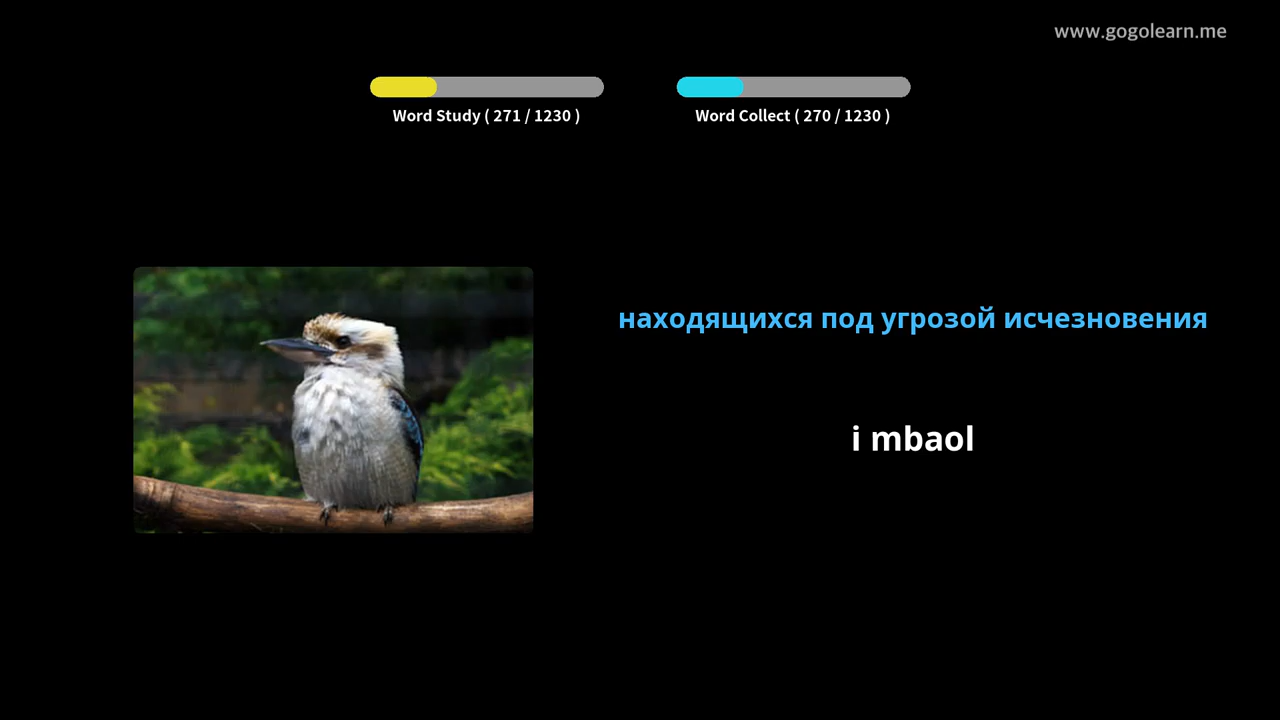 www.gogolearn.me
Word Study ( 271 / 1230 )
Word Collect ( 270 / 1230 )
находящихся под угрозой исчезновения
i mbaol